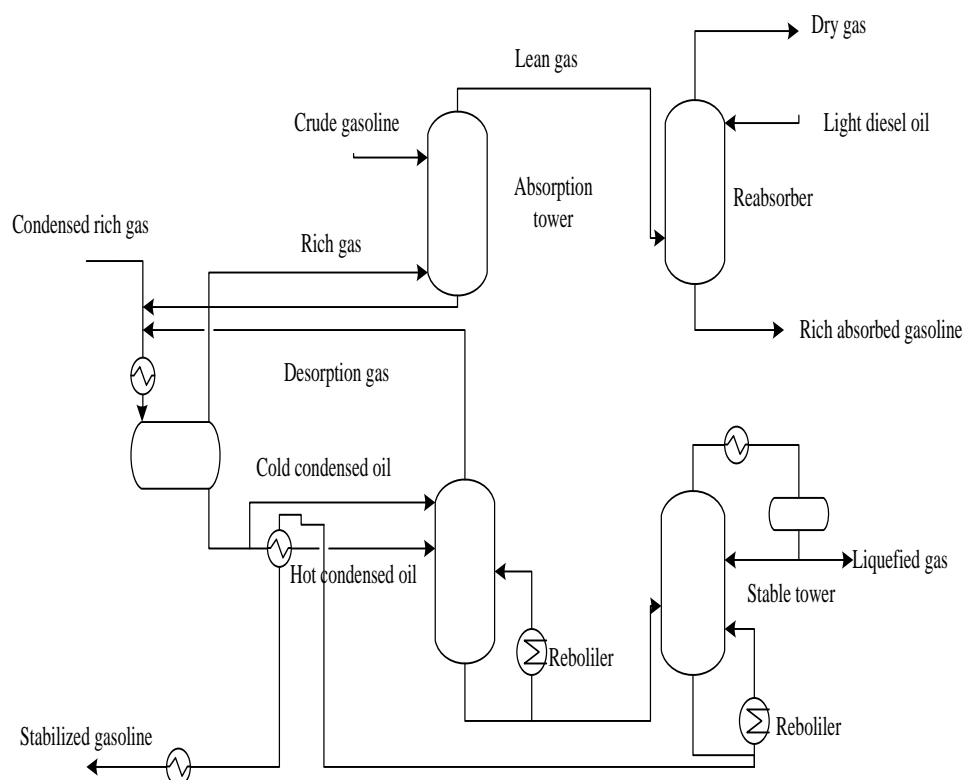 Dry gas
Lean gas
Crude gasoline
Light diesel oil
Absorption
tower
Reabsorber
Condensed rich gas
Rich gas
Rich absorbed gasoline
Desorption gas
Cold condensed oil
Liquefied gas
Hot condensed oil
Stable tower
Reboliler
Stabilized gasoline
Reboliler